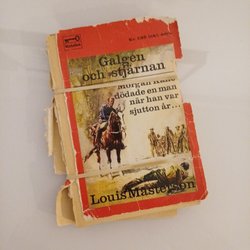 Galgen
och stjärnan
Morgan Kane
dödade en man
när han var
sjutton år...
Louis Masterson